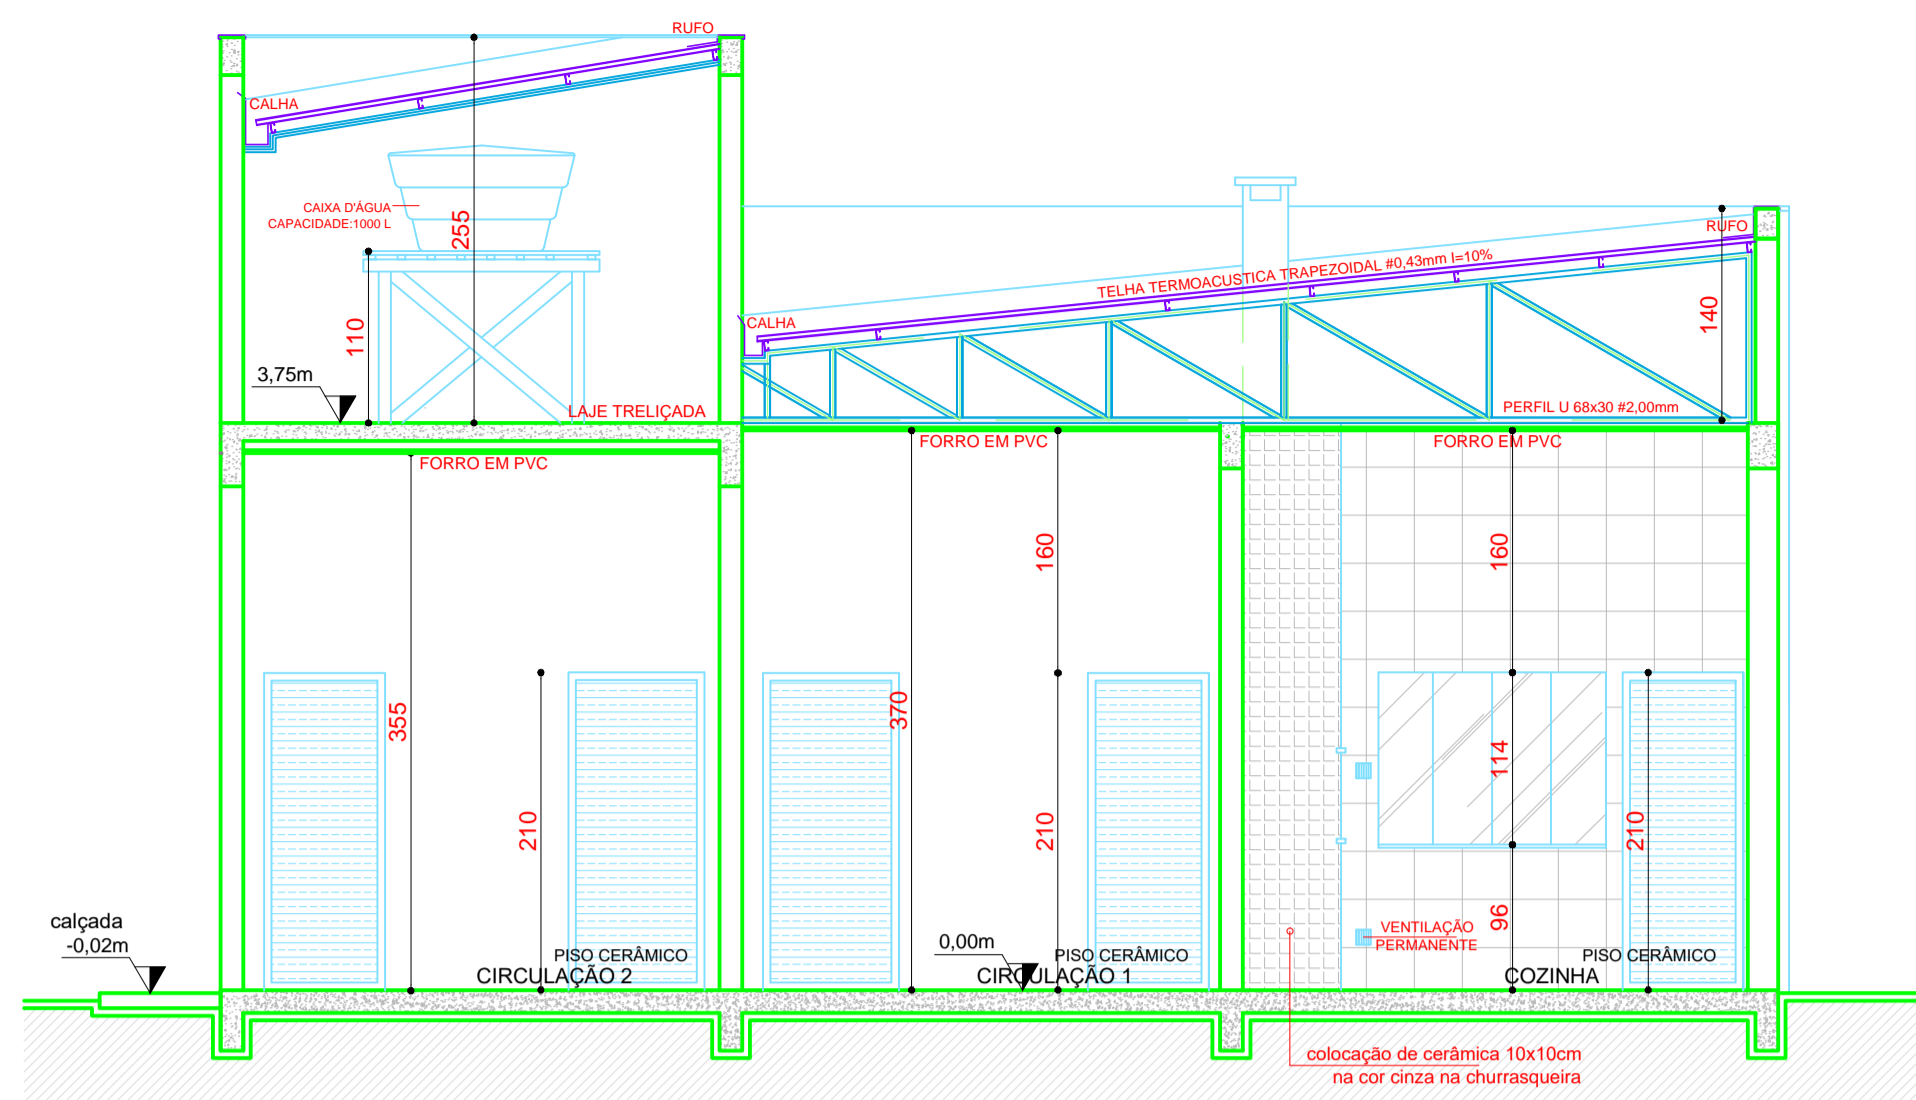 RUFO
CALHA
CAIXA D'ÁGUA
CAPACIDADE:1000 L
255
110
3,75m
LAJE TRELIÇADA
FORRO EM PVC
RUFO
TELHA TERMOACUSTICA TRAPEZOIDAL #0,43mm I=10%
CALHA
140
PERFIL U 68x30 #2,00mm
FORRO EM PVC
FORRO EM PVC
160
160
355
370
114
210
210
210
96
calçada
-0,02m
0,00m
VENTILAÇÃO
PERMANENTE
PISO CERÂMICO
CIRCULAÇÃO 2
PISO CERÂMICO
CIRCULAÇÃO 1
PISO CERÂMICO
COZINHA
colocação de cerâmica 10x10cm
na cor cinza na churrasqueira